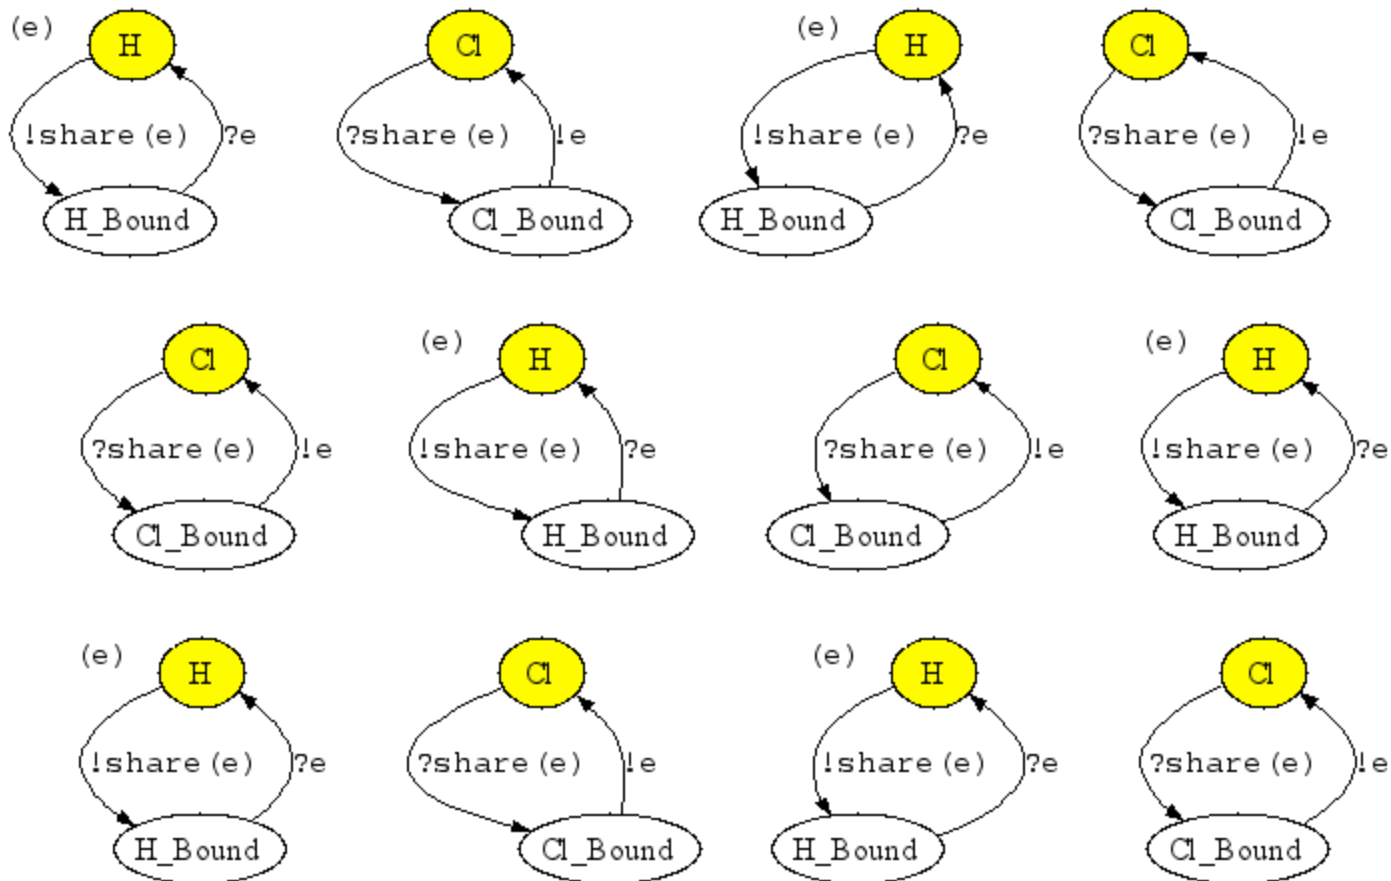 (e) H Cl (e) H Cl
!share(e) ?e ?share(e) !e !share(e) ?e ?share(e) !e
H_Bound Cl_Bound H_Bound Cl_Bound
Cl (e) H Cl (e) H
?share(e) !e !share(e) ?e ?share(e) !e !share(e) ?e
Cl_Bound H_Bound Cl_Bound H_Bound
(e) H Cl (e) H Cl
!share(e) ?e ?share(e) !e !share(e) ?e ?share(e) !e
H_Bound Cl_Bound H_Bound Cl_Bound